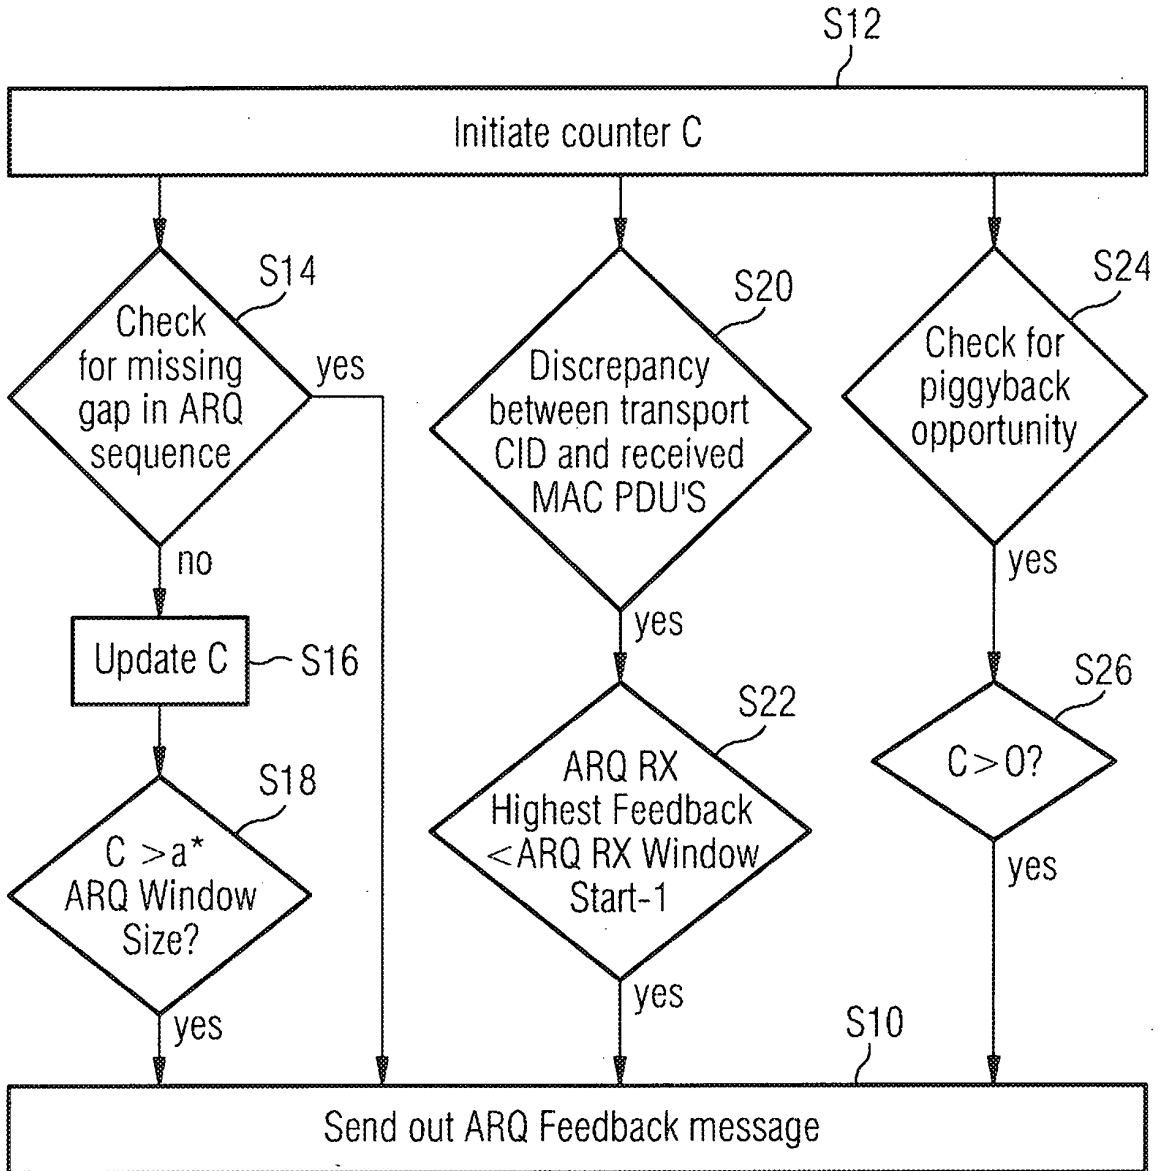 S12
Initiate counter C
S14
Check
for missing
gap in ARQ
sequence
yes
no
Update C
S16
S18
C >a*
ARQ Window
Size?
yes
S20
Discrepancy
between transport
CID and received
MAC PDU'S
yes
S22
ARQ RX
Highest Feedback
<ARQ RX Window
Start-1
yes
S24
Check for
piggyback
opportunity
yes
S26
C>0?
yes
S10
Send out ARQ Feedback message